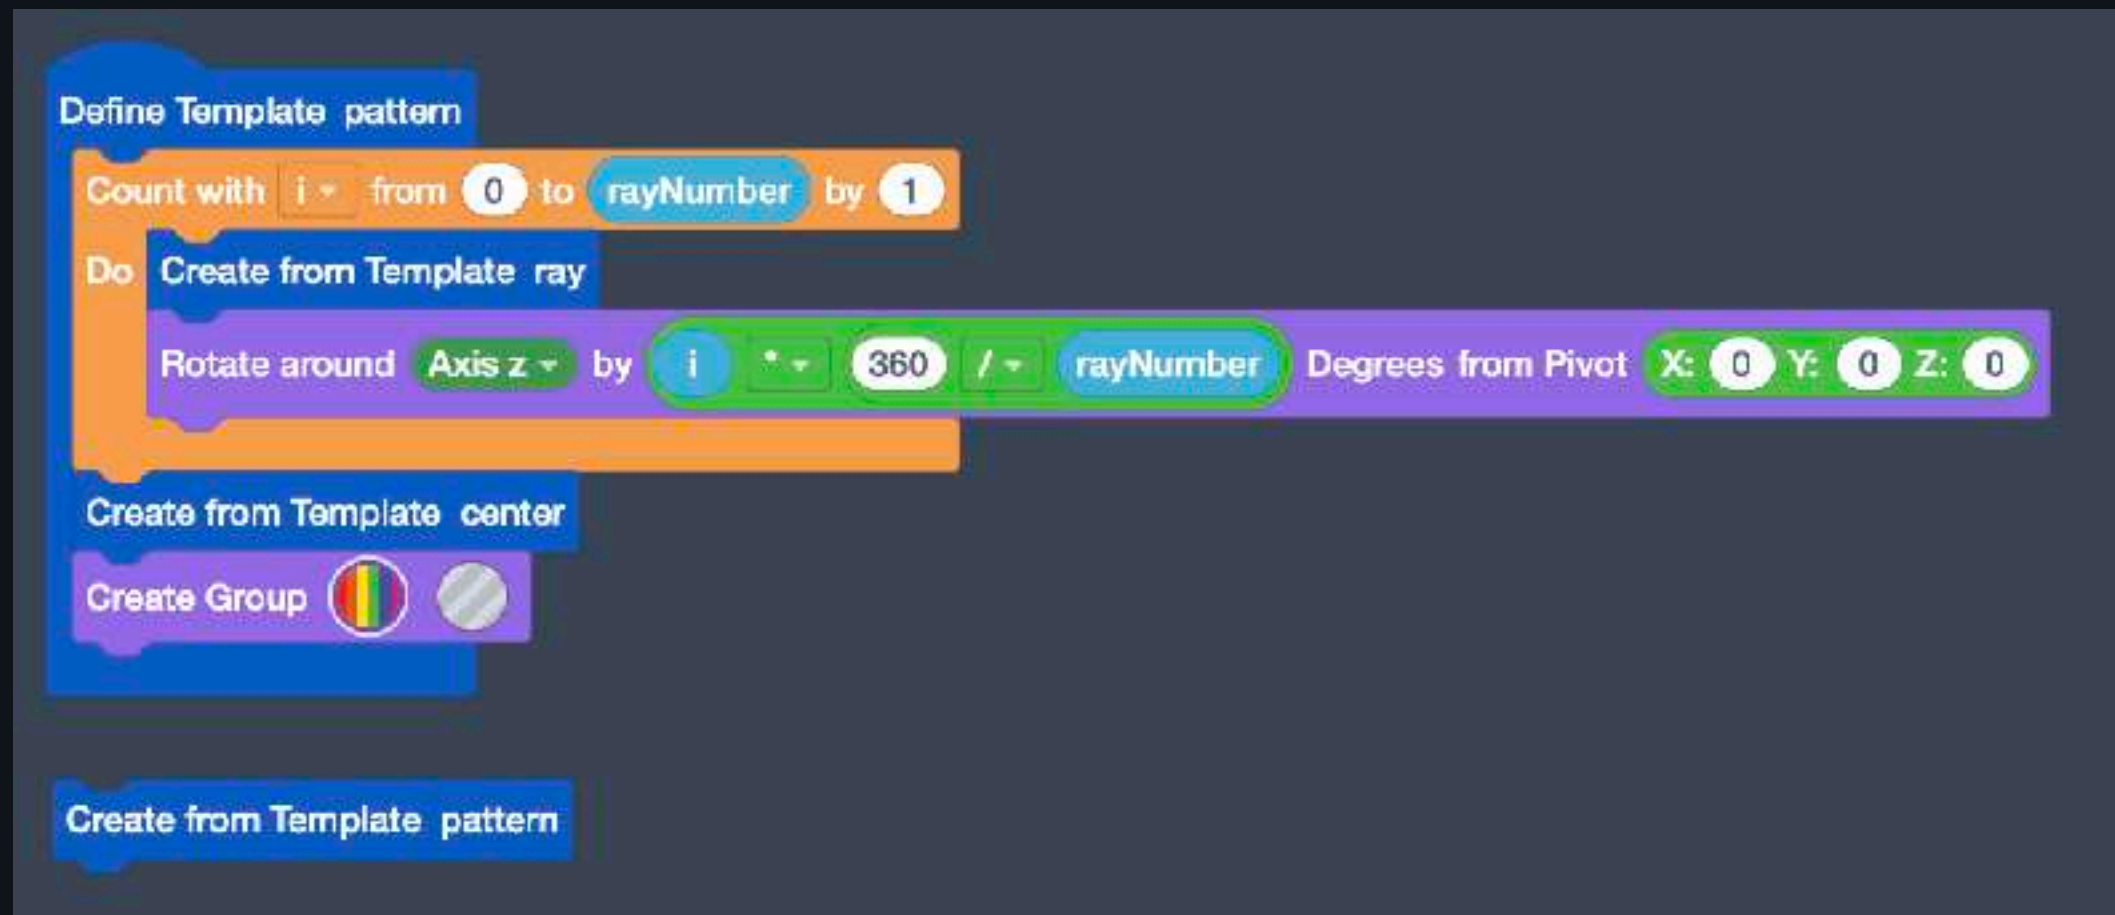 Define Template pattern
Count with i from 0 to rayNumber by 1
Do Create from Template ray
Rotate around Axis z by i * 360 / rayNumber Degrees from Pivot X: 0 Y: 0 Z: 0
Create from Template center
Create Group
Create from Template pattern